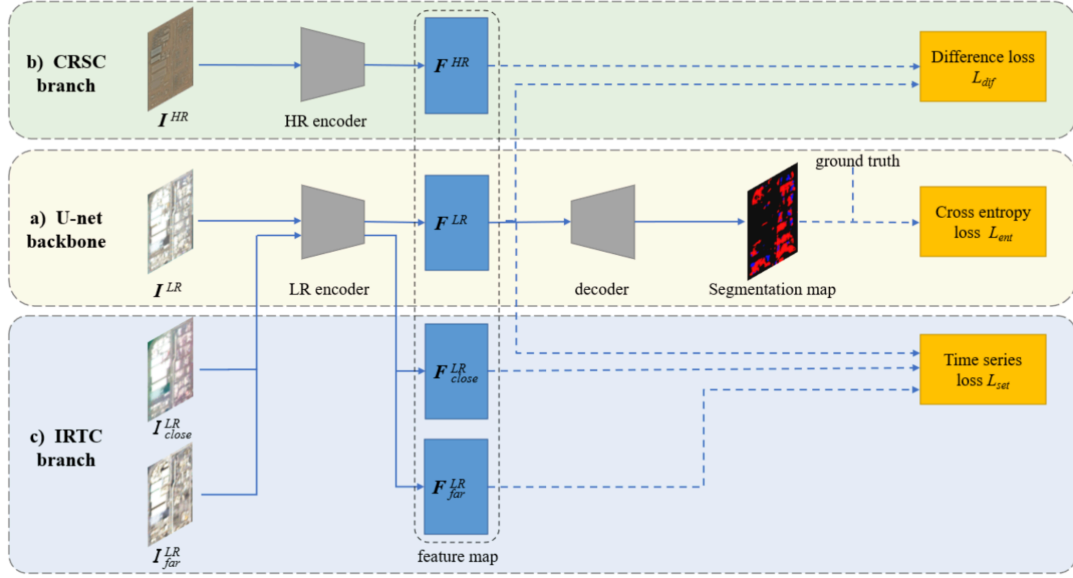 b) CRSC
branch
I^HR
HR encoder
F^HR
Difference loss
L_dif
a) U-net
backbone
I^LR
LR encoder
F^LR
decoder
Segmentation map
ground truth
Cross entropy
loss L_ent
c) IRTC
branch
I^LR_close
I^LR_far
F^LR_close
F^LR_far
feature map
Time series
loss L_set